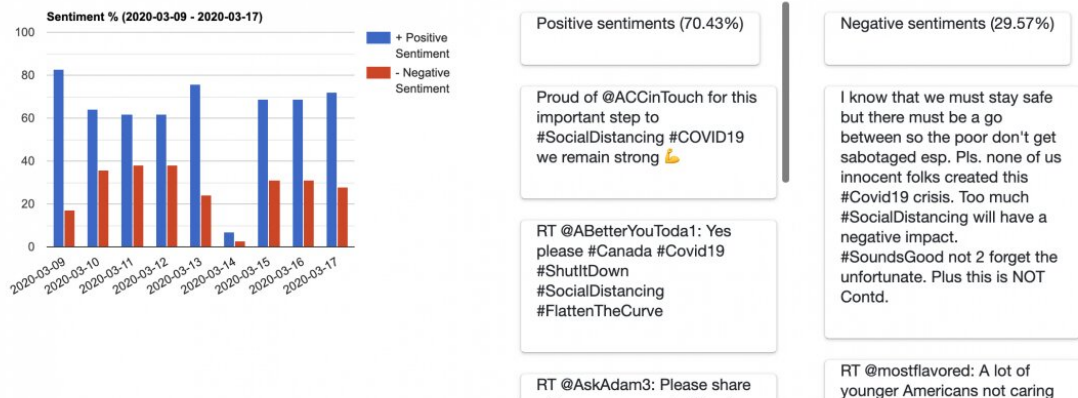 Sentiment % (2020-03-09 - 2020-03-17)
100
80
60
40
20
0
2020-03-09
2020-03-10
2020-03-11
2020-03-12
2020-03-13
2020-03-14
2020-03-15
2020-03-16
2020-03-17
+ Positive
Sentiment
- Negative
Sentiment
Positive sentiments (70.43%)
Proud of @ACCinTouch for this
important step to
#SocialDistancing #COVID19
we remain strong 💪
RT @ABetterYouToda1: Yes
please #Canada #Covid19
#ShutItDown
#SocialDistancing
#FlattenTheCurve
RT @AskAdam3: Please share
Negative sentiments (29.57%)
I know that we must stay safe
but there must be a go
between so the poor don't get
sabotaged esp. Pls. none of us
innocent folks created this
#Covid19 crisis. Too much
#SocialDistancing will have a
negative impact.
#SoundsGood not 2 forget the
unfortunate. Plus this is NOT
Contd.
RT @mostflavored: A lot of
younger Americans not caring